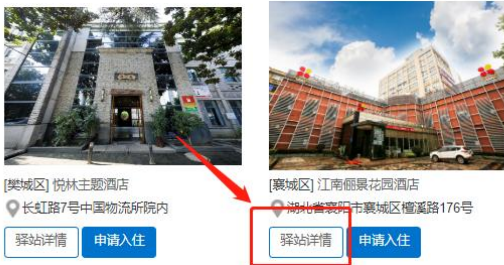 [樊城区] 悦林主题酒店
长虹路7号中国物流所院内
驿站详情
申请入住
[襄城区] 江南俪景花园酒店
湖北省襄阳市襄城区檀溪路176号
驿站详情
申请入住